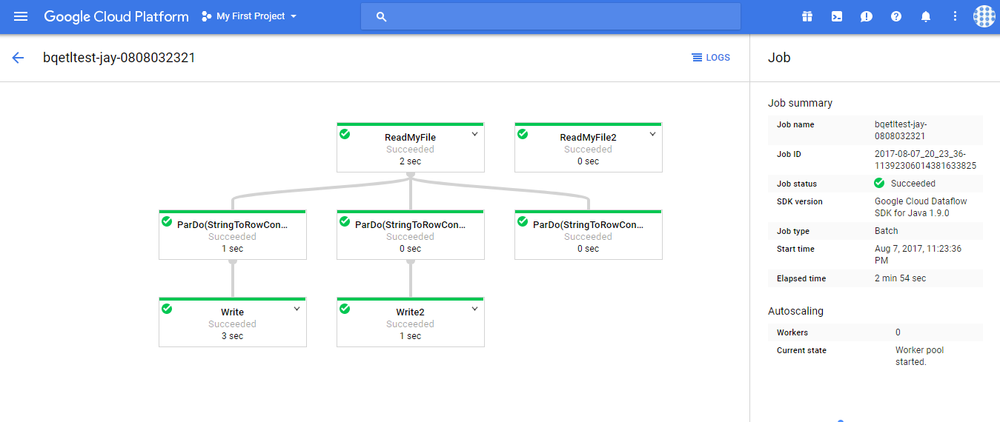 Google Cloud Platform
My First Project
bqetltest-jay-0808032321
LOGS
ReadMyFile
Succeeded
2 sec
ReadMyFile2
Succeeded
0 sec
ParDo(StringToRowCon...
Succeeded
1 sec
ParDo(StringToRowCon...
Succeeded
0 sec
ParDo(StringToRowCon...
Succeeded
0 sec
Write
Succeeded
3 sec
Write2
Succeeded
1 sec
Job
Job summary
Job name bqetltest-jay-
0808032321
Job ID 2017-08-07_20_23_36-
11392306014381633825
Job status Succeeded
SDK version Google Cloud Dataflow
SDK for Java 1.9.0
Job type Batch
Start time Aug 7, 2017, 11:23:36
PM
Elapsed time 2 min 54 sec
Autoscaling
Workers 0
Current state Worker pool
started.